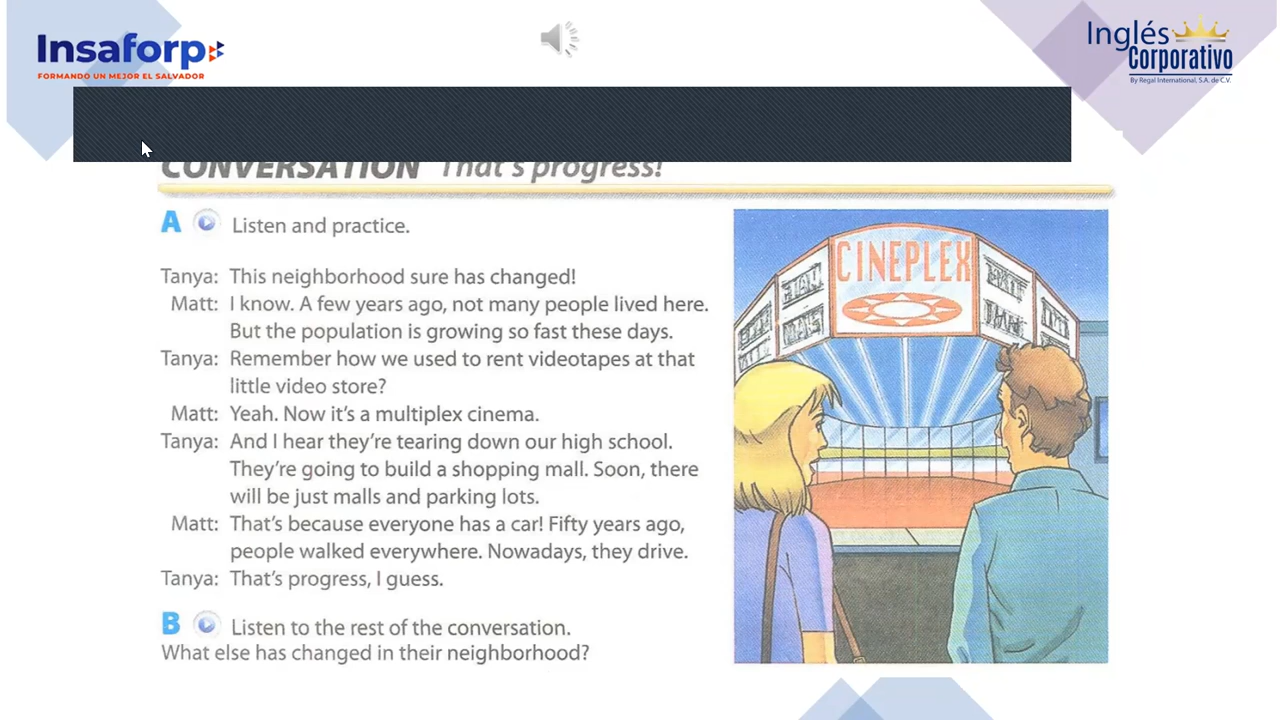 Insaforp
FORMANDO UN MEJOR EL SALVADOR
Inglés
Corporativo
By Regal International, S.A. de C.V.
CONVERSATION That's progress!
A Listen and practice.
Tanya: This neighborhood sure has changed!
Matt: I know. A few years ago, not many people lived here.
But the population is growing so fast these days.
Tanya: Remember how we used to rent videotapes at that
little video store?
Matt: Yeah. Now it's a multiplex cinema.
Tanya: And I hear they're tearing down our high school.
They're going to build a shopping mall. Soon, there
will be just malls and parking lots.
Matt: That's because everyone has a car! Fifty years ago,
people walked everywhere. Nowadays, they drive.
Tanya: That's progress, I guess.
B Listen to the rest of the conversation.
What else has changed in their neighborhood?
CINEPLEX